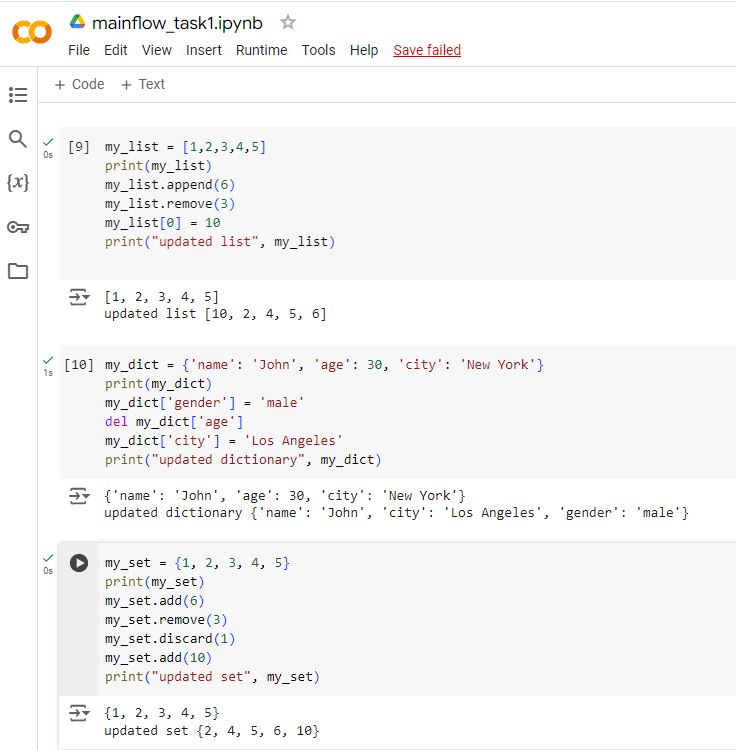 mainflow_task1.ipynb
File Edit View Insert Runtime Tools Help Save failed
+ Code + Text
{x}
0s
[9] my_list = [1,2,3,4,5]
print(my_list)
my_list.append(6)
my_list.remove(3)
my_list[0] = 10
print("updated list", my_list)
[1, 2, 3, 4, 5]
updated list [10, 2, 4, 5, 6]
1s
[10] my_dict = {'name': 'John', 'age': 30, 'city': 'New York'}
print(my_dict)
my_dict['gender'] = 'male'
del my_dict['age']
my_dict['city'] = 'Los Angeles'
print("updated dictionary", my_dict)
{'name': 'John', 'age': 30, 'city': 'New York'}
updated dictionary {'name': 'John', 'city': 'Los Angeles', 'gender': 'male'}
0s
my_set = {1, 2, 3, 4, 5}
print(my_set)
my_set.add(6)
my_set.remove(3)
my_set.discard(1)
my_set.add(10)
print("updated set", my_set)
{1, 2, 3, 4, 5}
updated set {2, 4, 5, 6, 10}